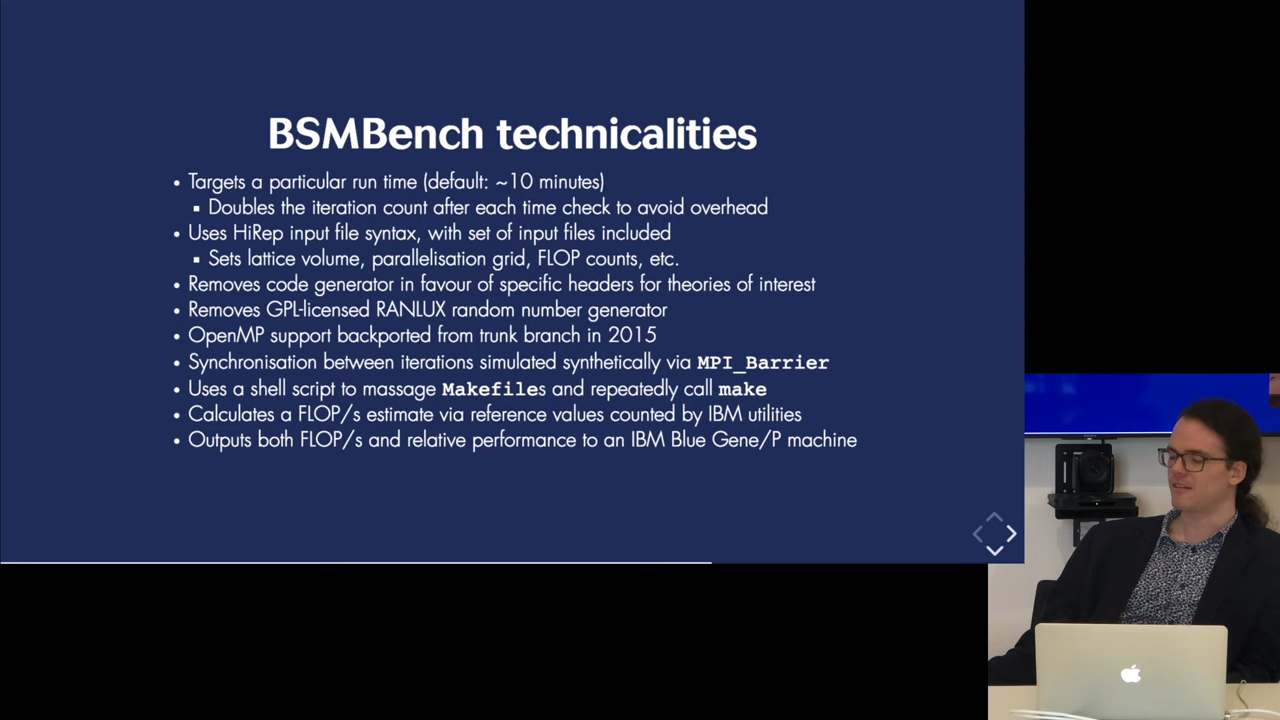 BSMBench technicalities
• Targets a particular run time (default: ~10 minutes)
▪ Doubles the iteration count after each time check to avoid overhead
• Uses HiRep input file syntax, with set of input files included
▪ Sets lattice volume, parallelisation grid, FLOP counts, etc.
• Removes code generator in favour of specific headers for theories of interest
• Removes GPL-licensed RANLUX random number generator
• OpenMP support backported from trunk branch in 2015
• Synchronisation between iterations simulated synthetically via MPI_Barrier
• Uses a shell script to massage Makefiles and repeatedly call make
• Calculates a FLOP/s estimate via reference values counted by IBM utilities
• Outputs both FLOP/s and relative performance to an IBM Blue Gene/P machine